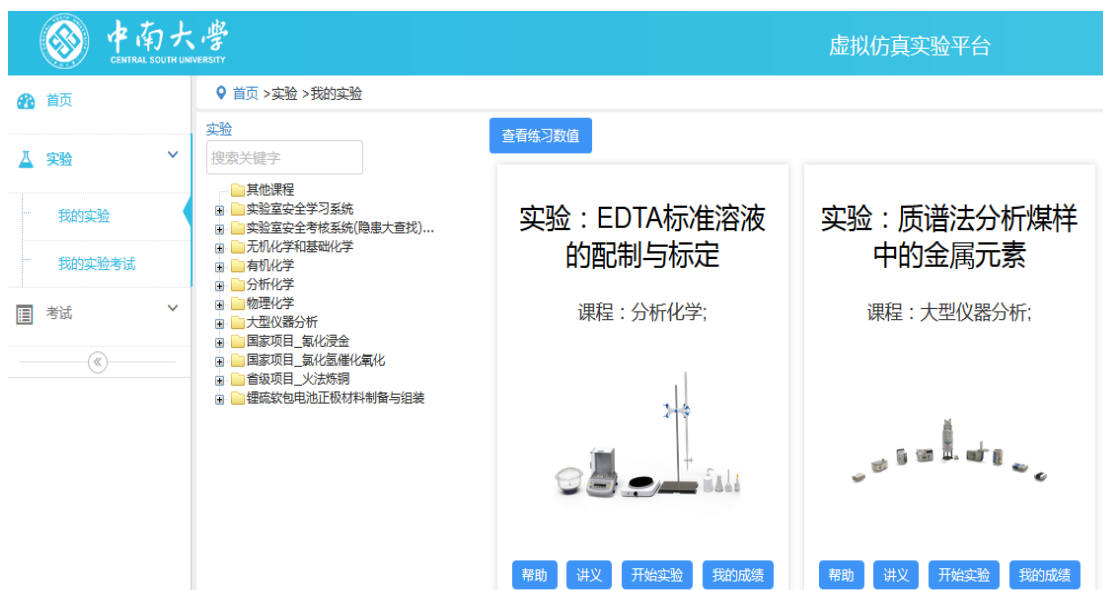 中南大学
CENTRAL SOUTH UNIVERSITY
虚拟仿真实验平台
首页
实验
我的实验
我的实验考试
考试
首页 >实验 >我的实验
实验
搜索关键字
其他课程
实验室安全学习系统
实验室安全考核系统(隐患大查找)...
无机化学和基础化学
有机化学
分析化学
物理化学
大型仪器分析
国家项目_氰化浸金
国家项目_氯化氢催化氧化
省级项目_火法炼铜
锂硫软包电池正极材料制备与组装
查看练习数值
实验：EDTA标准溶液
的配制与标定
课程：分析化学;
帮助 讲义 开始实验 我的成绩
实验：质谱法分析煤样
中的金属元素
课程：大型仪器分析;
帮助 讲义 开始实验 我的成绩